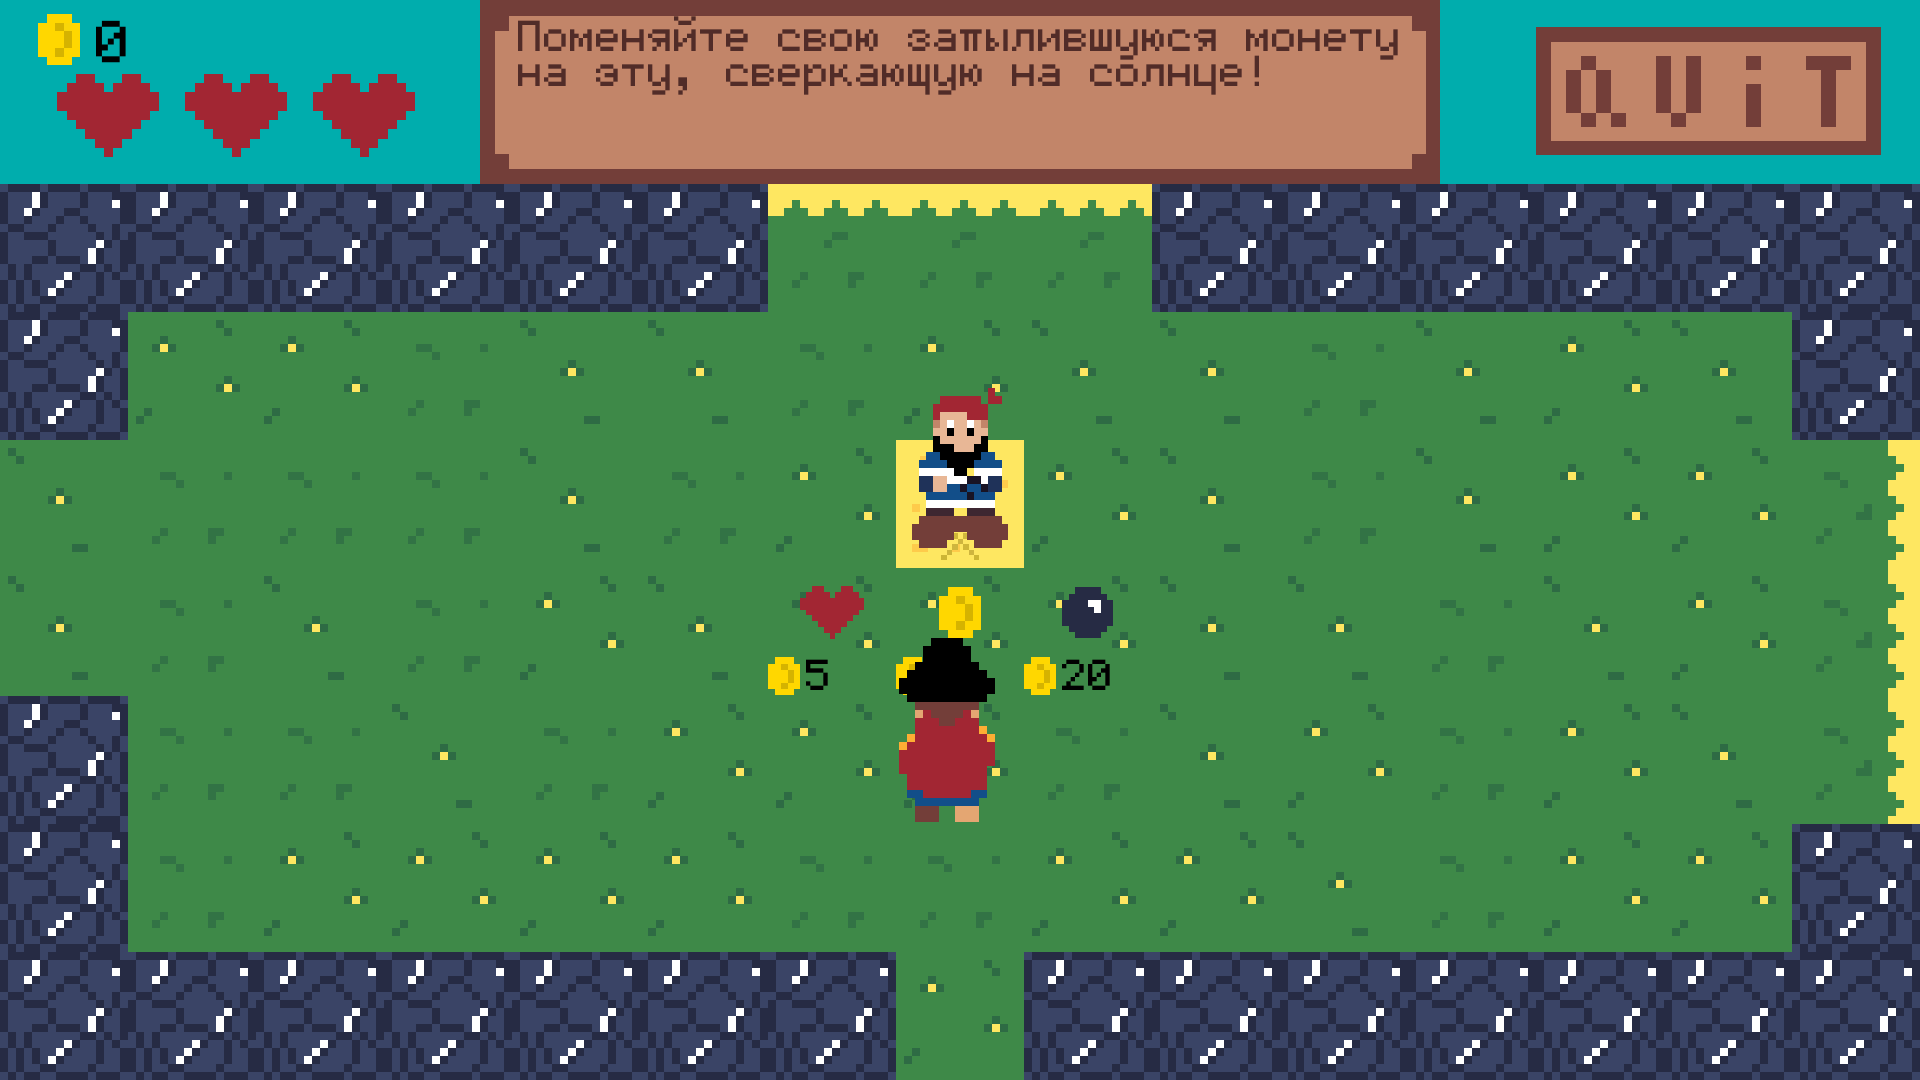 0
Поменяйте свою запылившуюся монету
на эту, сверкающую на солнце!
QUiT
5
20